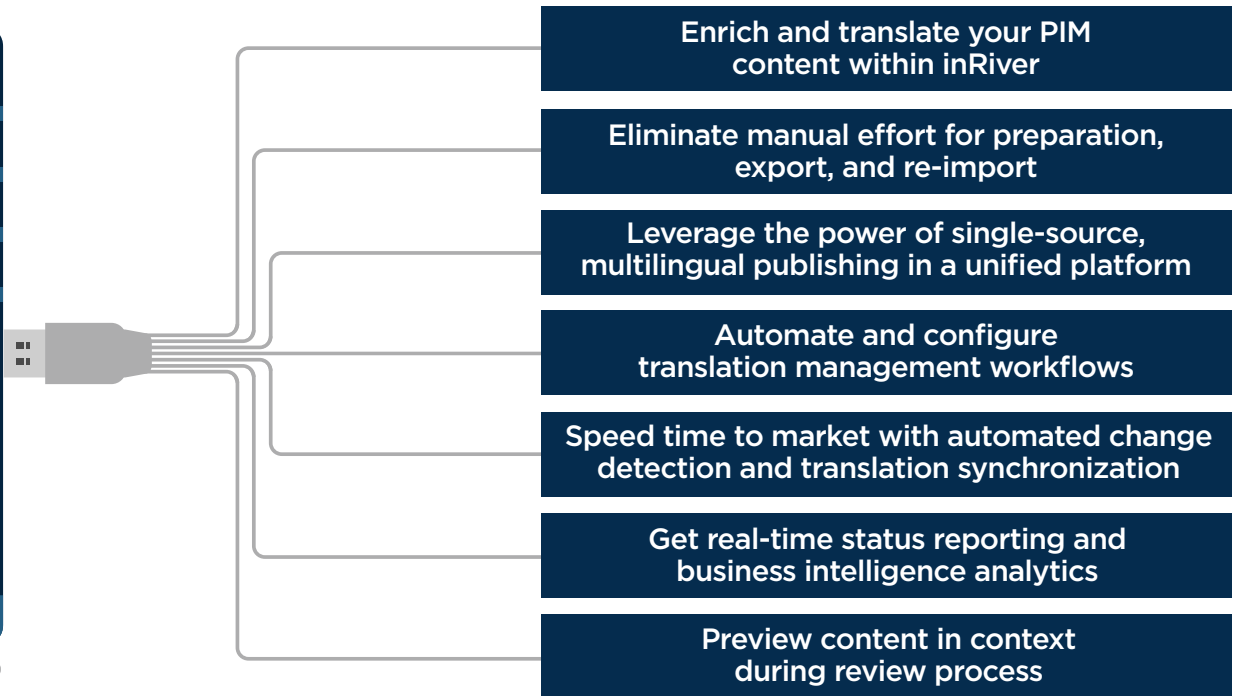 Enrich and translate your PIM
content within inRiver
Eliminate manual effort for preparation,
export, and re-import
Leverage the power of single-source,
multilingual publishing in a unified platform
Automate and configure
translation management workflows
Speed time to market with automated change
detection and translation synchronization
Get real-time status reporting and
business intelligence analytics
Preview content in context
during review process